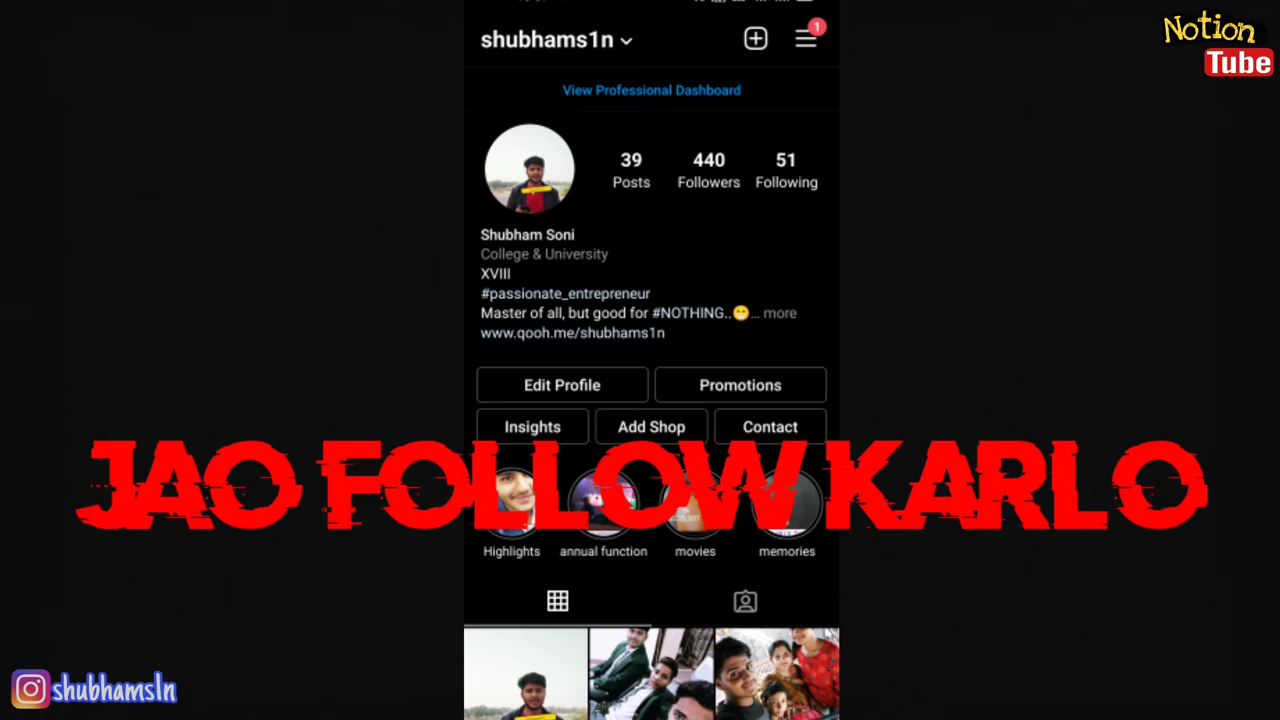 Notion
Tube
shubhams1n
1
View Professional Dashboard
39
Posts
440
Followers
51
Following
Shubham Soni
College & University
XVIII
#passionate_entrepreneur
Master of all, but good for #NOTHING..😁... more
www.qooh.me/shubhams1n
Edit Profile
Promotions
Insights
Add Shop
Contact
JAO FOLLOW KARLO
Highlights
annual function
movies
memories
shubhams1n